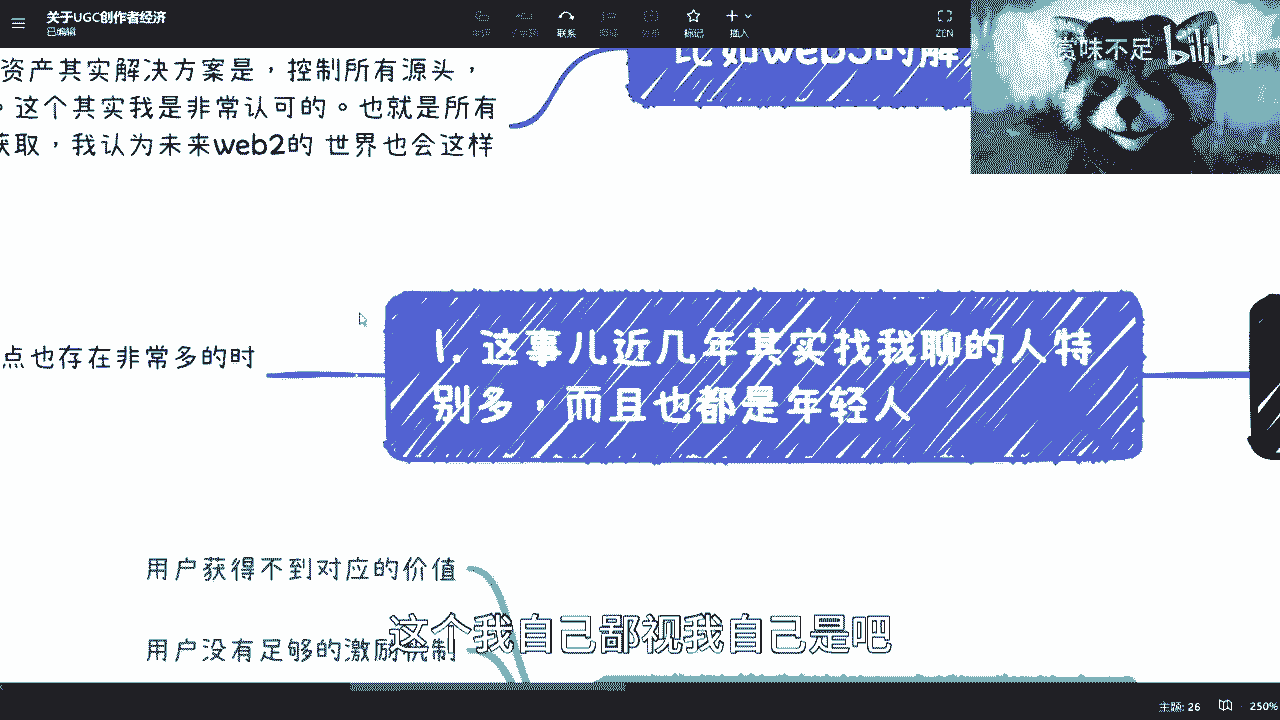 关于UGC创作者经济
已编辑
联系
标记
插入
ZEN
赏味不足 bilibili
比如web3的解
资产其实解决方案是，控制所有源头，
。这个其实我是非常认可的。也就是所有
获取，我认为未来web2的 世界也会这样
1. 这事儿近几年其实找我聊的人特
别多，而且也都是年轻人
点也存在非常多的时
用户获得不到对应的价值
用户没有足够的激励机制
这个我自己鄙视我自己是吧
主题: 26
250%